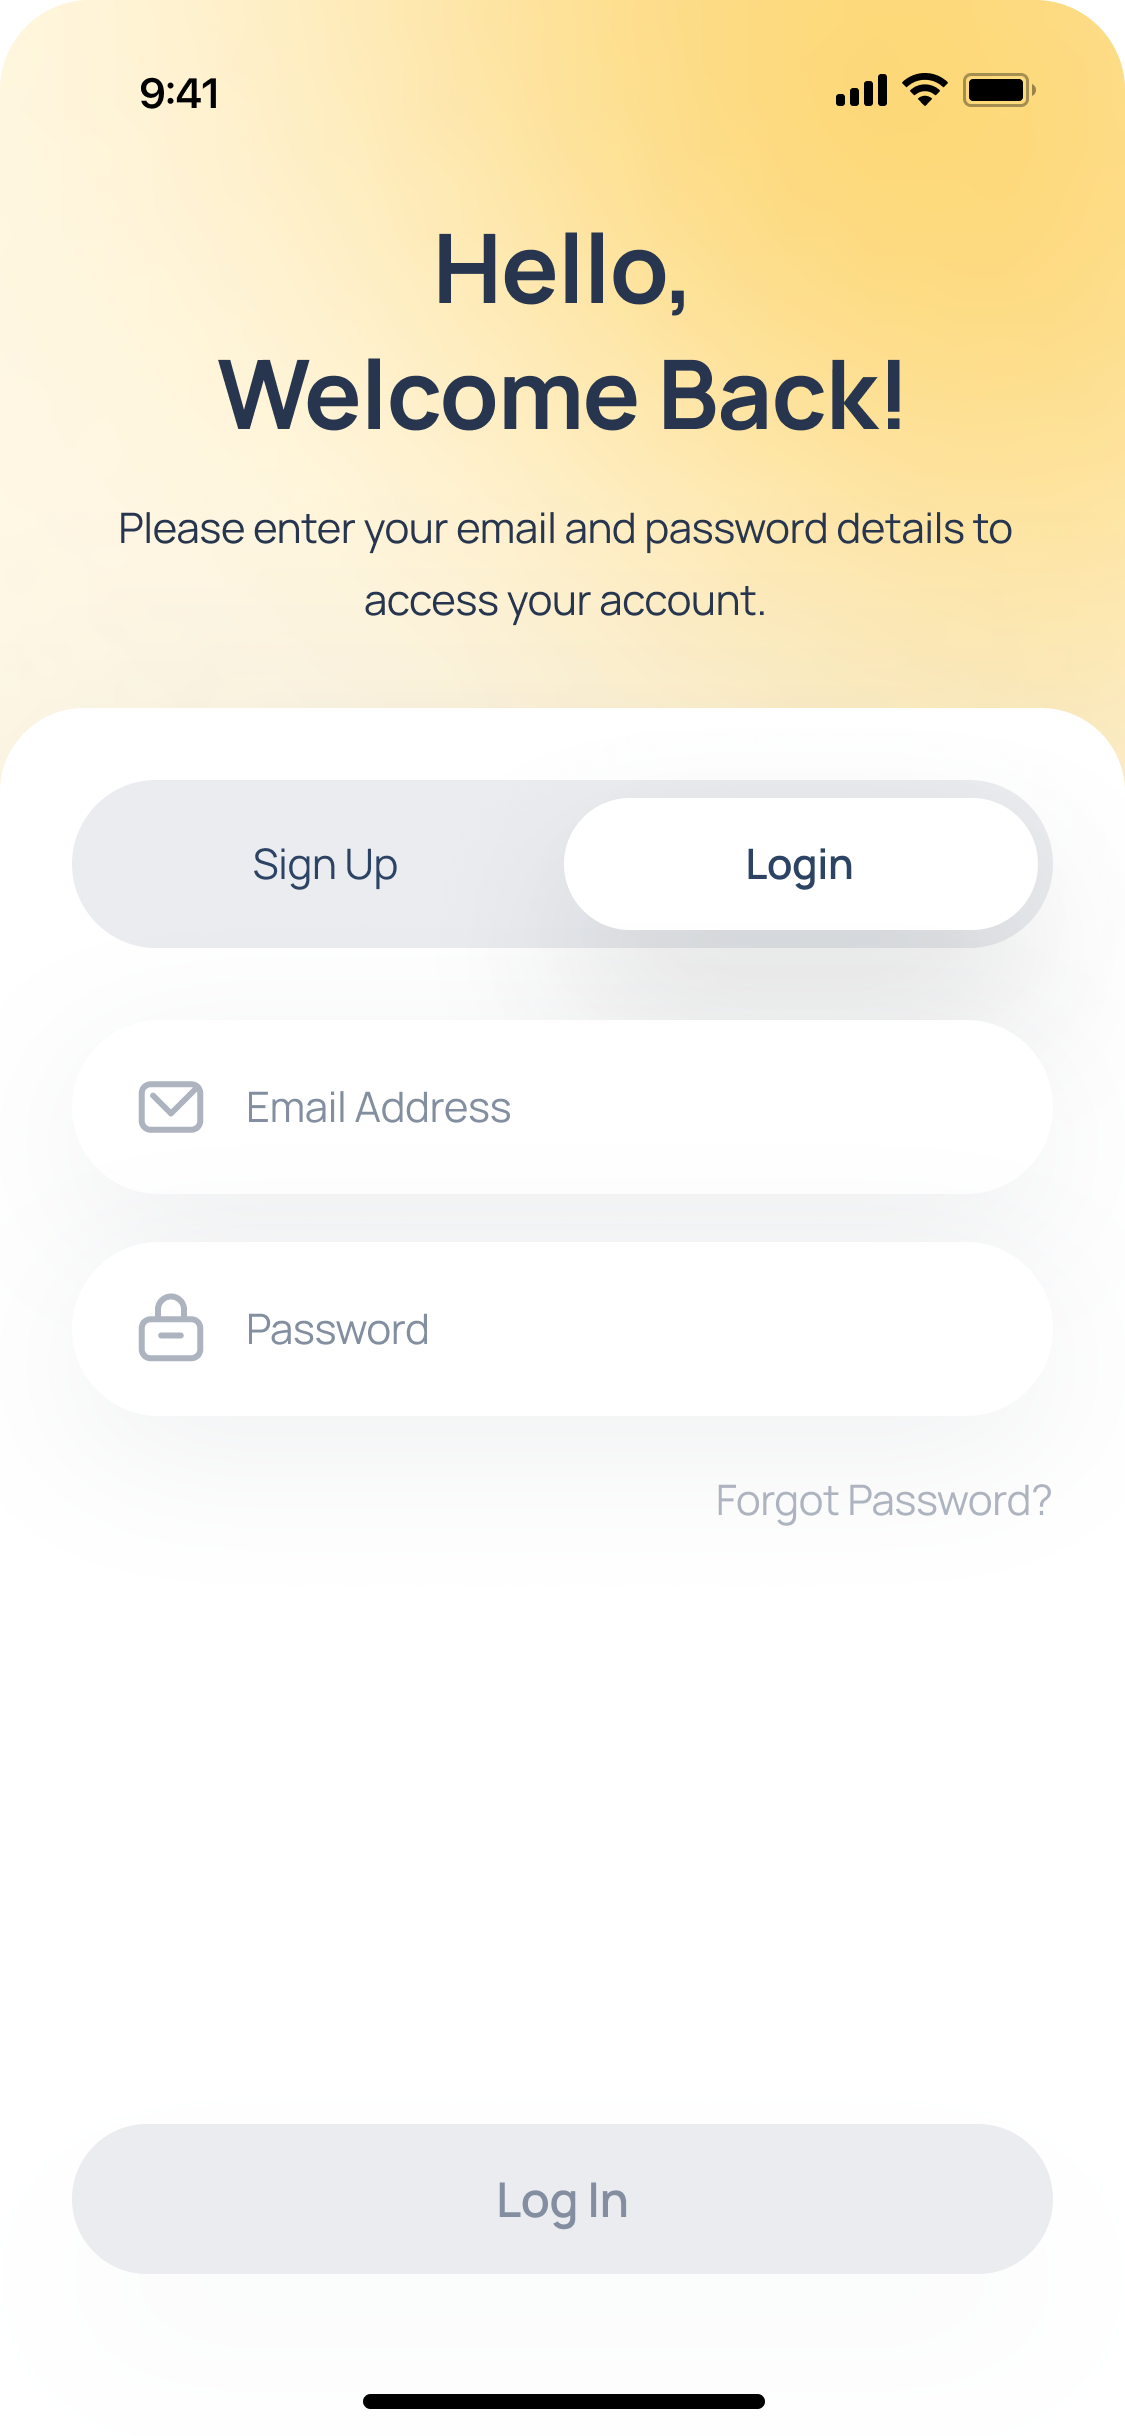 9:41
Hello,
Welcome Back!
Please enter your email and password details to
access your account.
Sign Up
Login
Email Address
Password
Forgot Password?
Log In